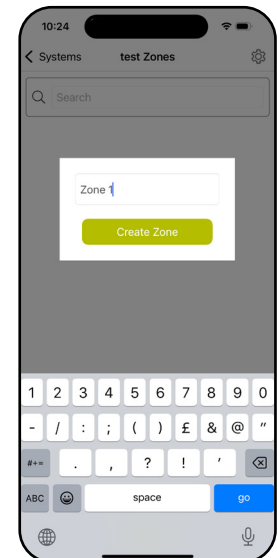 10:24
Systems test Zones
Search
Zone 1
Create Zone
1 2 3 4 5 6 7 8 9 0
- / : ; ( ) £ & @ "
#+= . , ? ! '
ABC space go